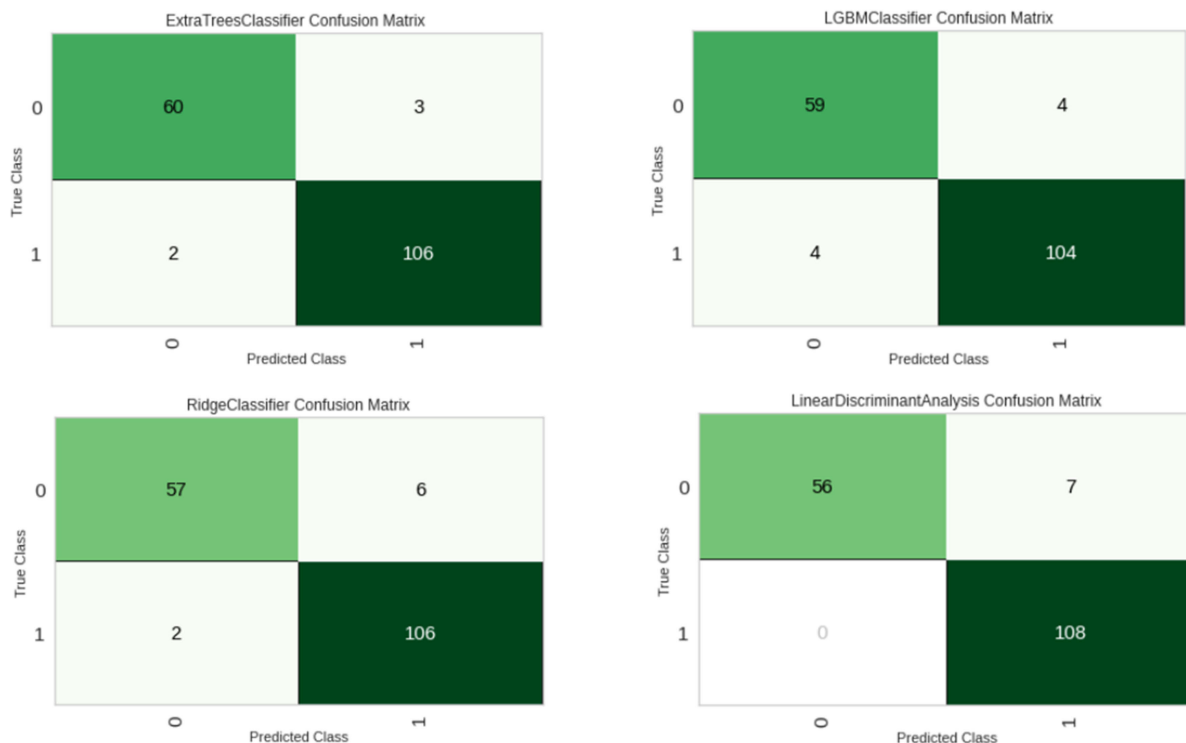 ExtraTreesClassifier Confusion Matrix
True Class
0
60
3
1
2
106
0
1
Predicted Class
LGBMClassifier Confusion Matrix
True Class
0
59
4
1
4
104
0
1
Predicted Class
RidgeClassifier Confusion Matrix
True Class
0
57
6
1
2
106
0
1
Predicted Class
LinearDiscriminantAnalysis Confusion Matrix
True Class
0
56
7
1
0
108
0
1
Predicted Class